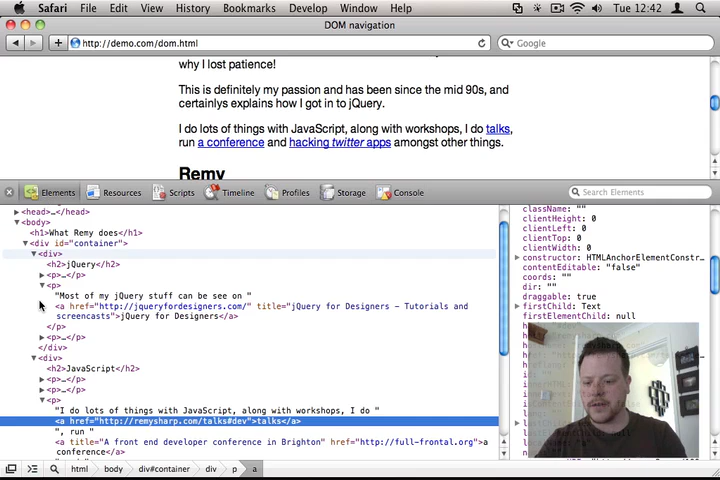 Safari File Edit View History Bookmarks Develop Window Help Tue 12:42
DOM navigation
http://demo.com/dom.html
Google
why I lost patience!
This is definitely my passion and has been since the mid 90s, and
certainlys explains how I got in to jQuery.
I do lots of things with JavaScript, along with workshops, I do talks,
run a conference and hacking twitter apps amongst other things.
Remy
Elements Resources Scripts Timeline Profiles Storage Console Search Elements
<head>…</head>
<body>
<h1>What Remy does</h1>
<div id="container">
<div>
<h2>jQuery</h2>
<p>…</p>
<p>
"Most of my jQuery stuff can be see on "
<a href="http://jqueryfordesigners.com/" title="jQuery for Designers – Tutorials and
screencasts">jQuery for Designers</a>
</p>
<p>…</p>
</div>
<div>
<h2>JavaScript</h2>
<p>…</p>
<p>…</p>
<p>
"I do lots of things with JavaScript, along with workshops, I do "
<a href="http://remysharp.com/talks#dev">talks</a>
", run "
<a title="A front end developer conference in Brighton" href="http://full-frontal.org">a
conference</a>
className: ""
clientHeight: 0
clientLeft: 0
clientTop: 0
clientWidth: 0
constructor: HTMLAnchorElementConstr…
contentEditable: "false"
coords: ""
dir: ""
draggable: true
firstChild: Text
firstElementChild: null
html body div#container div p a